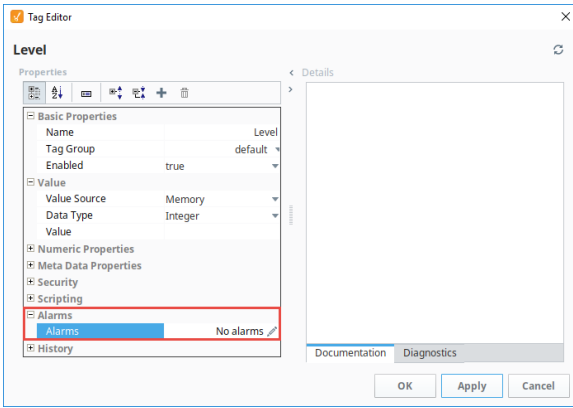 Tag Editor
Level
Properties
Details
Basic Properties
Name Level
Tag Group default
Enabled true
Value
Value Source Memory
Data Type Integer
Value
Numeric Properties
Meta Data Properties
Security
Scripting
Alarms
Alarms No alarms
History
Documentation Diagnostics
OK Apply Cancel